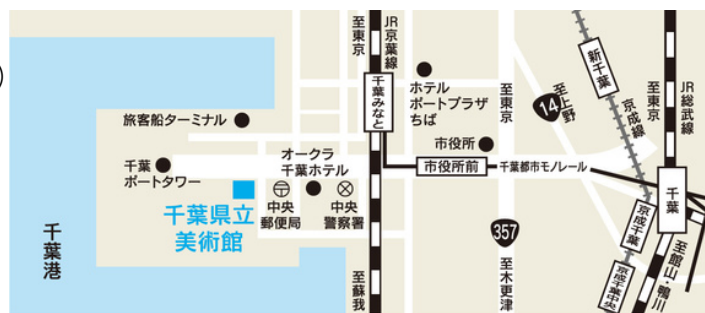 至東京
JR京葉線
千葉みなと
ホテル
ポートプラザ
ちば
至東京
14
至上野
新千葉
京成線
至東京
JR総武線
旅客船ターミナル
市役所
市役所前
千葉都市モノレール
千葉
ポートタワー
オークラ
千葉ホテル
中央
郵便局
中央
警察署
千葉県立
美術館
千葉港
357
千葉
京成千葉
京成千葉中央
至蘇我
至木更津
至館山・鴨川